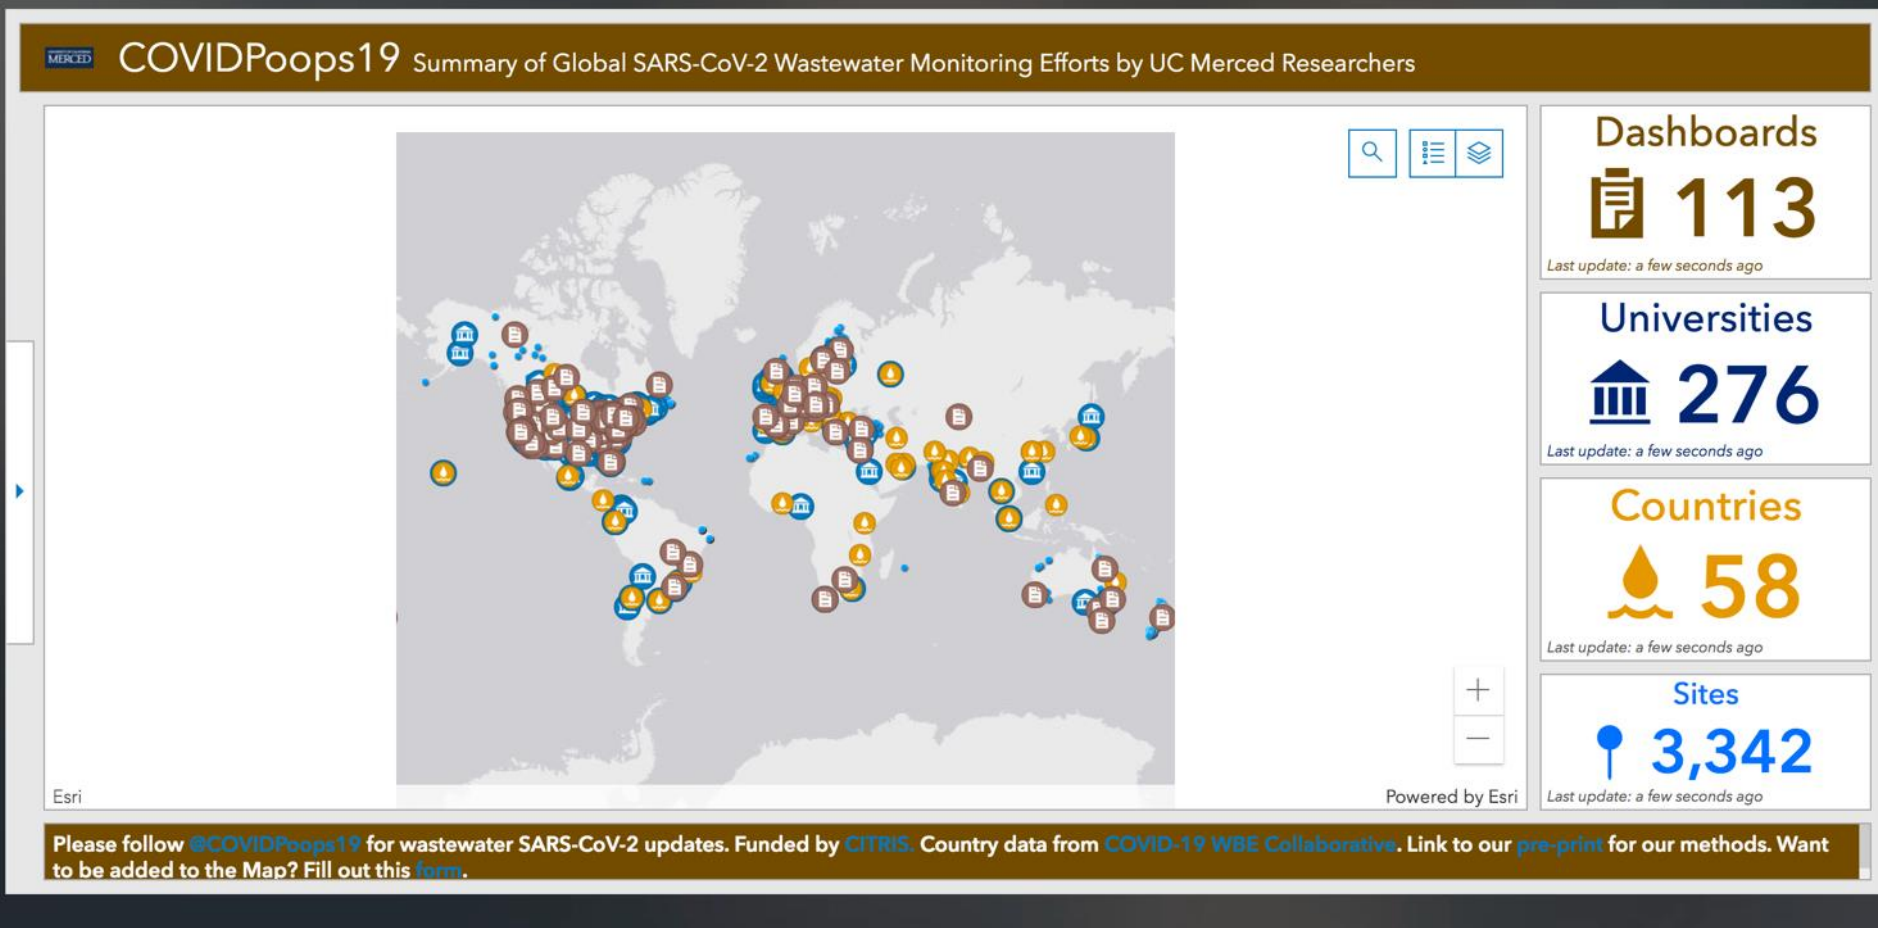 MERCED
COVIDPoops19 Summary of Global SARS-CoV-2 Wastewater Monitoring Efforts by UC Merced Researchers
Dashboards
113
Last update: a few seconds ago
Universities
276
Last update: a few seconds ago
Countries
58
Last update: a few seconds ago
Sites
3,342
Last update: a few seconds ago
Esri
Powered by Esri
Please follow @COVIDPoops19 for wastewater SARS-CoV-2 updates. Funded by CITRIS. Country data from COVID-19 WBE Collaborative. Link to our pre-print for our methods. Want
to be added to the Map? Fill out this form.